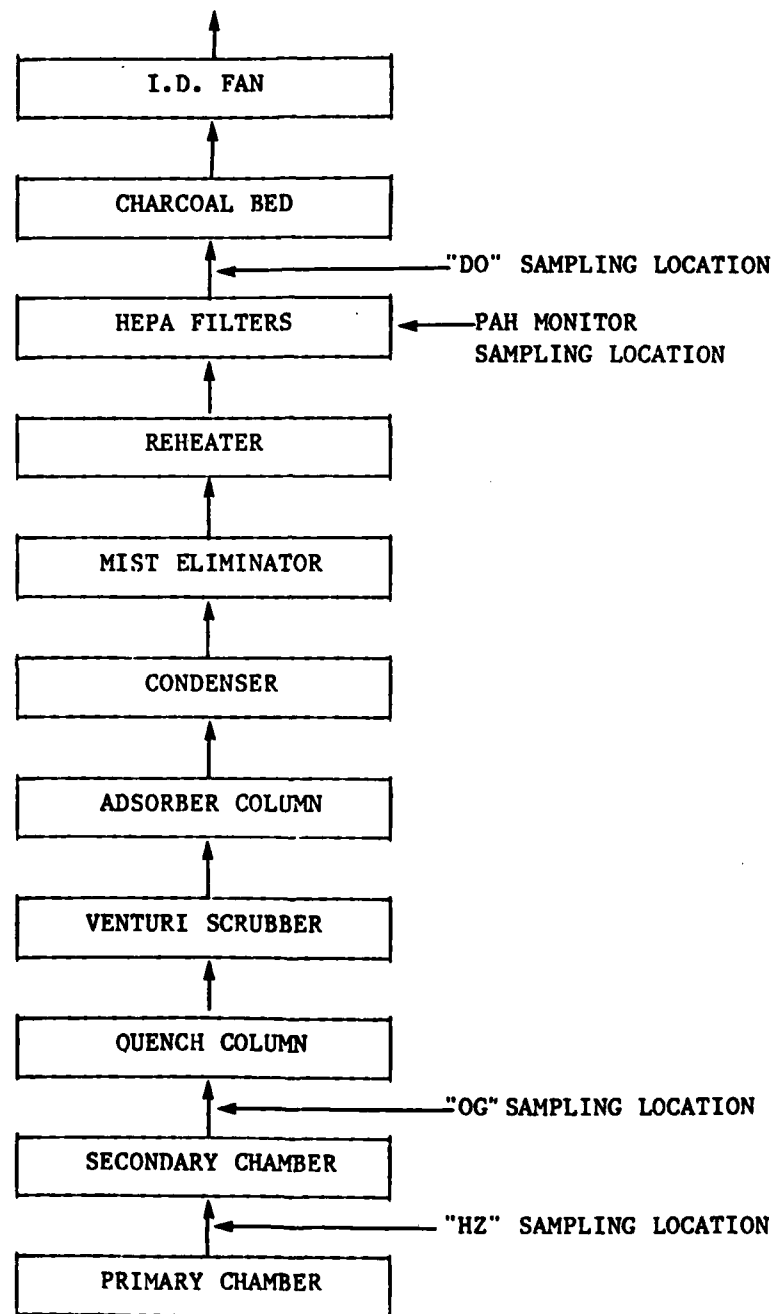 I.D. FAN
CHARCOAL BED
"DO" SAMPLING LOCATION
HEPA FILTERS
PAH MONITOR
SAMPLING LOCATION
REHEATER
MIST ELIMINATOR
CONDENSER
ADSORBER COLUMN
VENTURI SCRUBBER
QUENCH COLUMN
"OG" SAMPLING LOCATION
SECONDARY CHAMBER
"HZ" SAMPLING LOCATION
PRIMARY CHAMBER